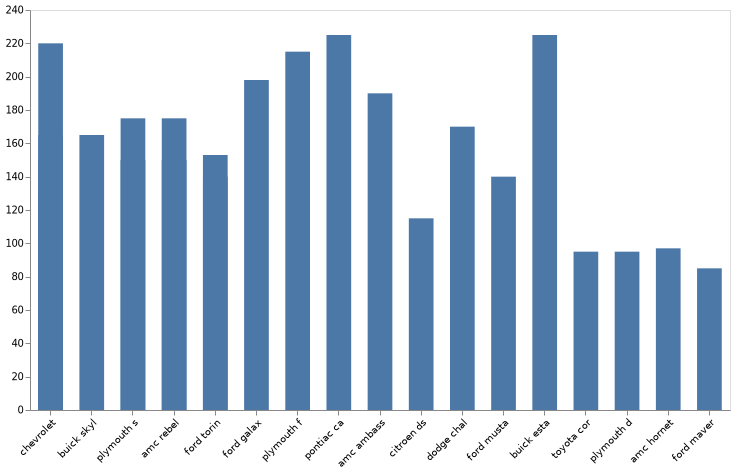 240
220
200
180
160
140
120
100
80
60
40
20
0
chevrolet
buick skyl
plymouth s
amc rebel
ford torin
ford galax
plymouth f
pontiac ca
amc ambass
citroen ds
dodge chal
ford musta
buick esta
toyota cor
plymouth d
amc hornet
ford maver